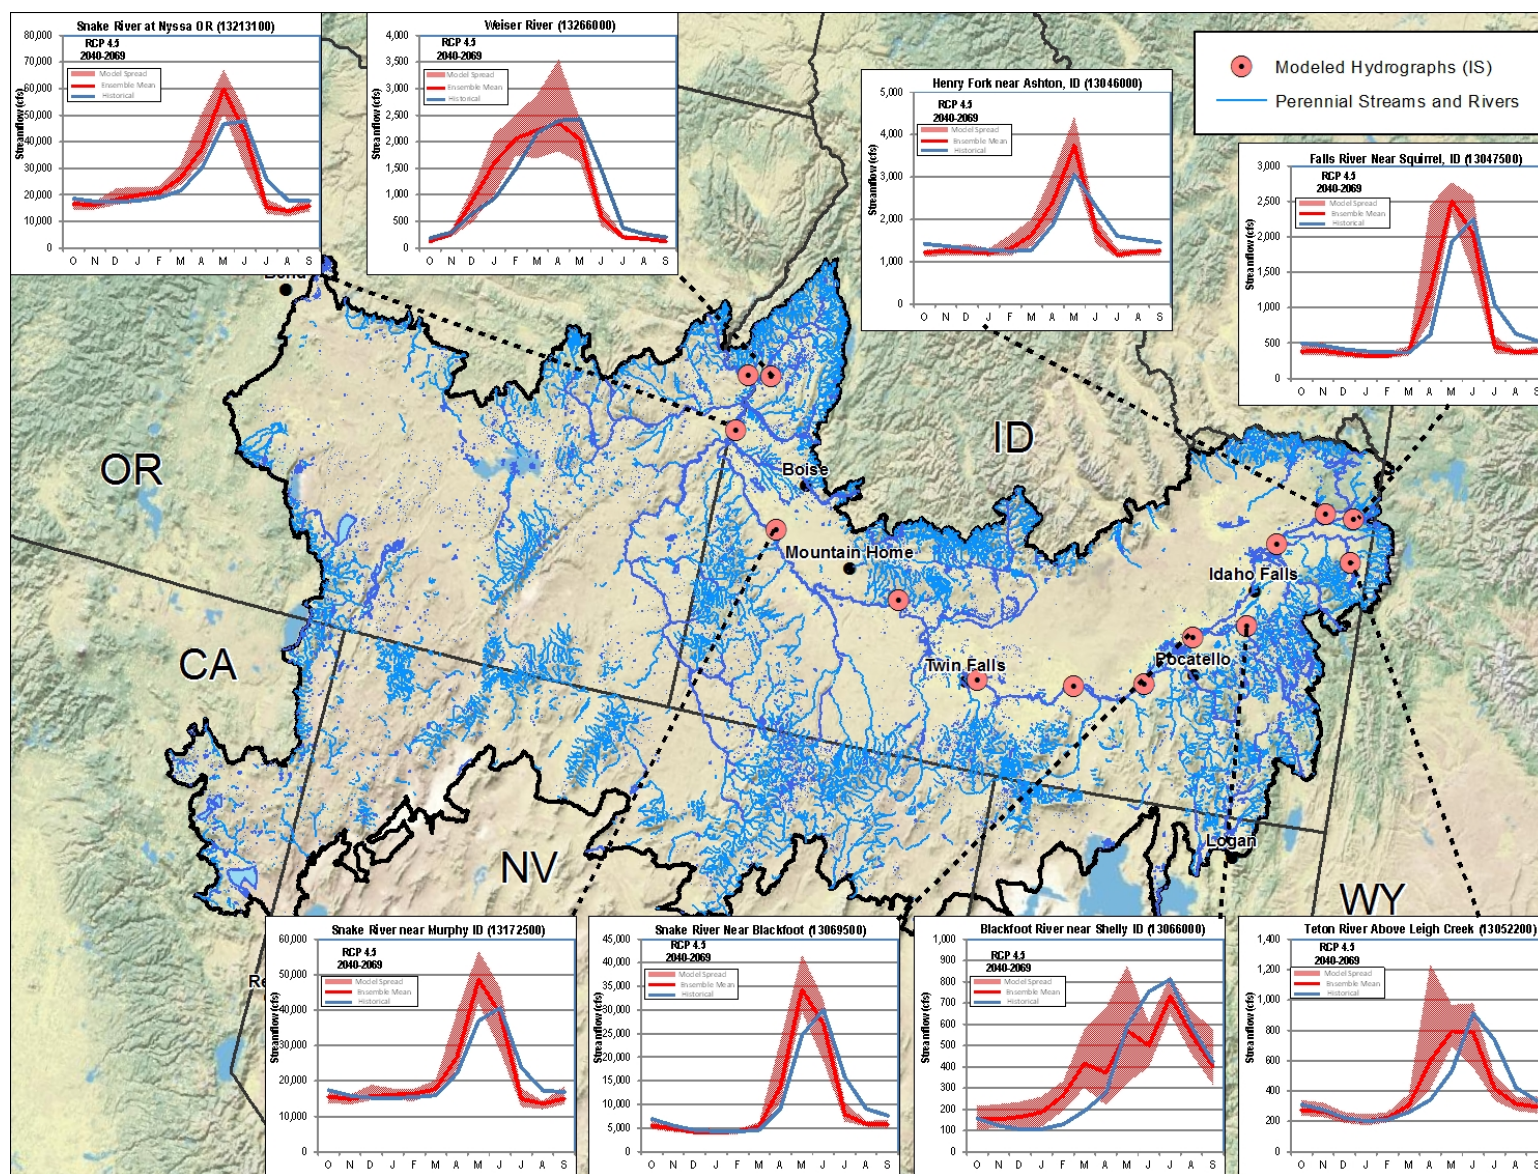 Snake River at Nyssa OR (13213100)
RCP 4.5
2040-2069
Model Spread
Ensemble Mean
Historical
Streamflow (cfs)
80,000
70,000
60,000
50,000
40,000
30,000
20,000
10,000
0
O N D J F M A M J J A S
Weiser River (13266000)
RCP 4.5
2040-2069
Model Spread
Ensemble Mean
Historical
Streamflow (cfs)
4,000
3,500
3,000
2,500
2,000
1,500
1,000
500
0
O N D J F M A M J J A S
Henry Fork near Ashton, ID (13046000)
RCP 4.5
2040-2069
Model Spread
Ensemble Mean
Historical
Streamflow (cfs)
5,000
4,000
3,000
2,000
1,000
0
O N D J F M A M J J A S
Modeled Hydrographs (IS)
Perennial Streams and Rivers
Falls River Near Squirrel, ID (13047500)
RCP 4.5
2040-2069
Model Spread
Ensemble Mean
Historical
Streamflow (cfs)
3,000
2,500
2,000
1,500
1,000
500
0
O N D J F M A M J J A S
OR
ID
Boise
Mountain Home
Idaho Falls
CA
Twin Falls
Pocatello
Logan
NV
WY
Snake River near Murphy ID (13172500)
RCP 4.5
2040-2069
Model Spread
Ensemble Mean
Historical
Streamflow (cfs)
60,000
50,000
40,000
30,000
20,000
10,000
0
O N D J F M A M J J A S
Snake River Near Blackfoot (13069500)
RCP 4.5
2040-2069
Model Spread
Ensemble Mean
Historical
Streamflow (cfs)
45,000
40,000
35,000
30,000
25,000
20,000
15,000
10,000
5,000
0
O N D J F M A M J J A S
Blackfoot River near Shelly ID (13066000)
RCP 4.5
2040-2069
Model Spread
Ensemble Mean
Historical
Streamflow (cfs)
1,000
900
800
700
600
500
400
300
200
100
0
O N D J F M A M J J A S
Teton River Above Leigh Creek (13052200)
RCP 4.5
2040-2069
Model Spread
Ensemble Mean
Historical
Streamflow (cfs)
1,400
1,200
1,000
800
600
400
200
0
O N D J F M A M J J A S